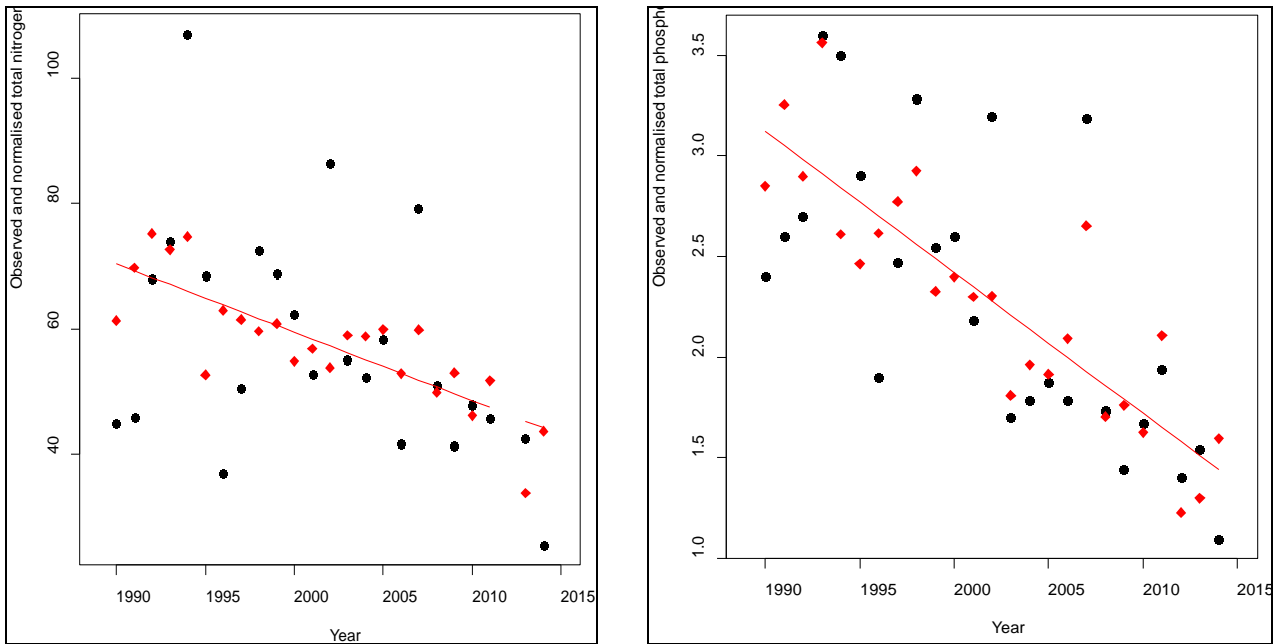 Observed and normalised total nitrogen
100
80
60
40
1990 1995 2000 2005 2010 2015
Year
Observed and normalised total phospho
3.5
3.0
2.5
2.0
1.5
1.0
1990 1995 2000 2005 2010 2015
Year